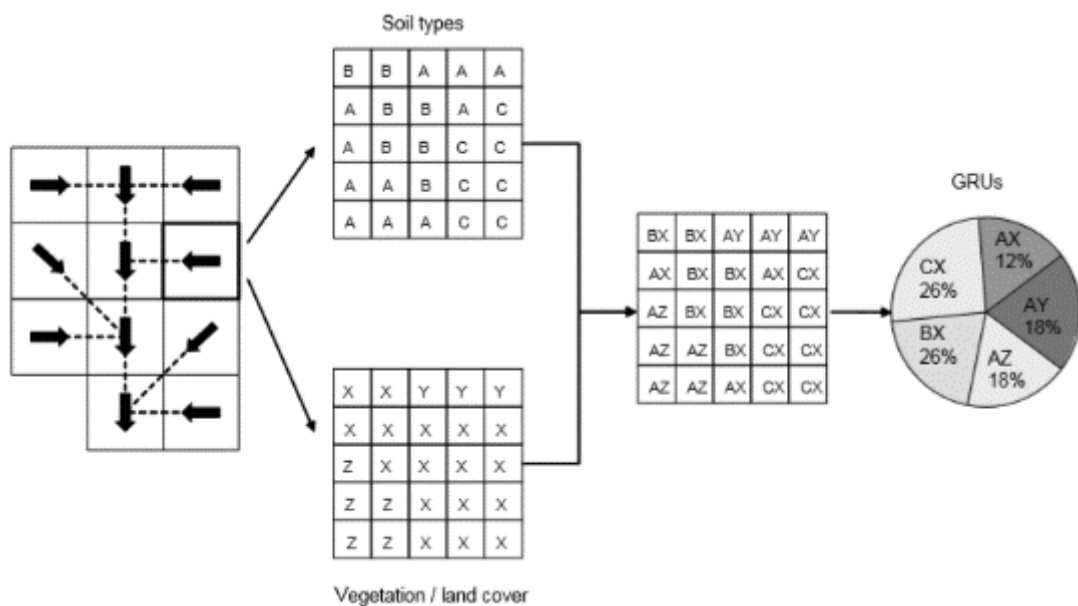 Soil types
B B A A A
A B B A C
A B B C C
A A B C C
A A A C C
X X Y Y Y
X X X X X
Z X X X X
Z Z X X X
Z Z X X X
Vegetation / land cover
BX BX AY AY AY
AX BX BX AX CX
AZ BX BX CX CX
AZ AZ BX CX CX
AZ AZ AX CX CX
GRUs
AX
12%
AY
18%
AZ
18%
BX
26%
CX
26%